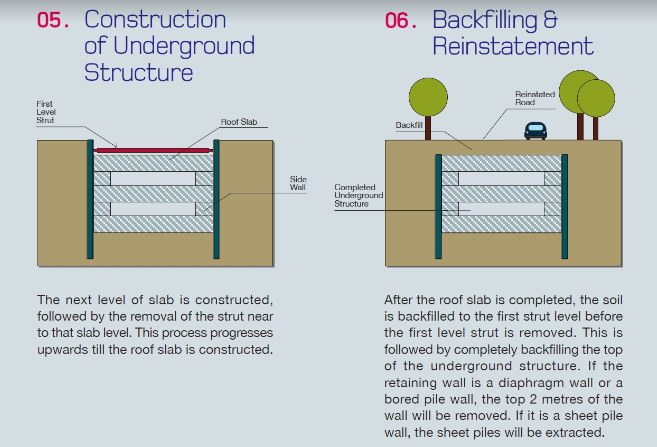 05. Construction
of Underground
Structure
First
Level
Strut
Roof Slab
Side
Wall
The next level of slab is constructed,
followed by the removal of the strut near
to that slab level. This process progresses
upwards till the roof slab is constructed.
06. Backfilling &
Reinstatement
Reinstated
Road
Backfill
Completed
Underground
Structure
After the roof slab is completed, the soil
is backfilled to the first strut level before
the first level strut is removed. This is
followed by completely backfilling the top
of the underground structure. If the
retaining wall is a diaphragm wall or a
bored pile wall, the top 2 metres of the
wall will be removed. If it is a sheet pile
wall, the sheet piles will be extracted.